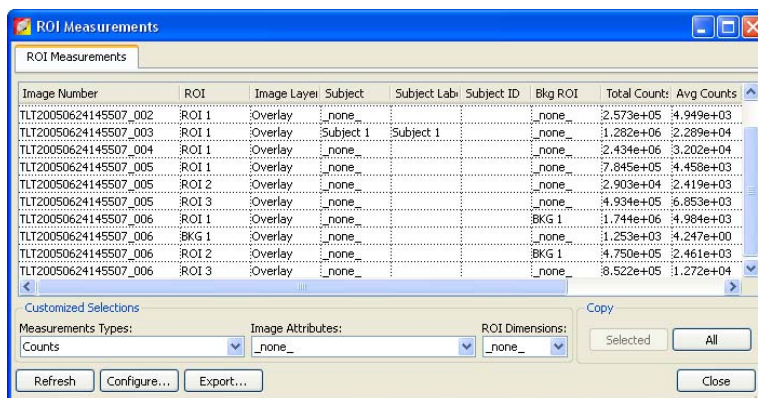 ROI Measurements
ROI Measurements
Image Number ROI Image Layer Subject Subject Lab Subject ID Bkg ROI Total Counts Avg Counts
TLT20050624145507_002 ROI 1 Overlay _none_ _none_ 2.573e+05 4.949e+03
TLT20050624145507_003 ROI 1 Overlay Subject 1 Subject 1 _none_ 1.282e+06 2.289e+04
TLT20050624145507_004 ROI 1 Overlay _none_ _none_ 2.434e+06 3.202e+04
TLT20050624145507_005 ROI 1 Overlay _none_ _none_ 7.845e+05 4.458e+03
TLT20050624145507_005 ROI 2 Overlay _none_ _none_ 2.903e+04 2.419e+03
TLT20050624145507_005 ROI 3 Overlay _none_ _none_ 4.934e+05 6.853e+03
TLT20050624145507_006 ROI 1 Overlay _none_ BKG 1 1.744e+06 4.984e+03
TLT20050624145507_006 BKG 1 Overlay _none_ _none_ 1.253e+03 4.247e+00
TLT20050624145507_006 ROI 2 Overlay _none_ BKG 1 4.750e+05 2.461e+03
TLT20050624145507_006 ROI 3 Overlay _none_ _none_ 8.522e+05 1.272e+04
Customized Selections Copy
Measurements Types: Image Attributes: ROI Dimensions:
Counts _none_ _none_ Selected All
Refresh Configure... Export... Close